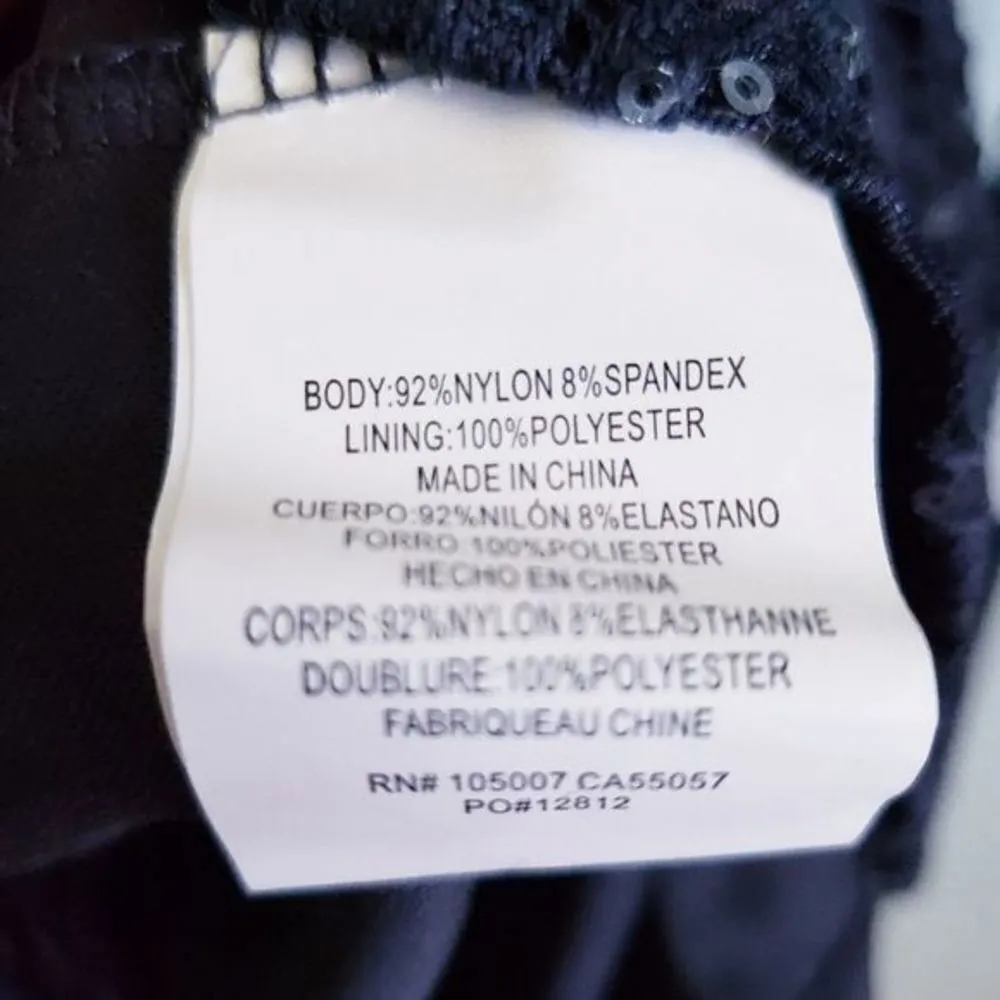 BODY:92%NYLON 8%SPANDEX
LINING:100%POLYESTER
MADE IN CHINA
CUERPO:92%NILÓN 8%ELASTANO
FORRO:100%POLIESTER
HECHO EN CHINA
CORPS:92%NYLON 8%ELASTHANNE
DOUBLURE:100%POLYESTER
FABRIQUEAU CHINE
RN# 105007 CA55057
PO#12812